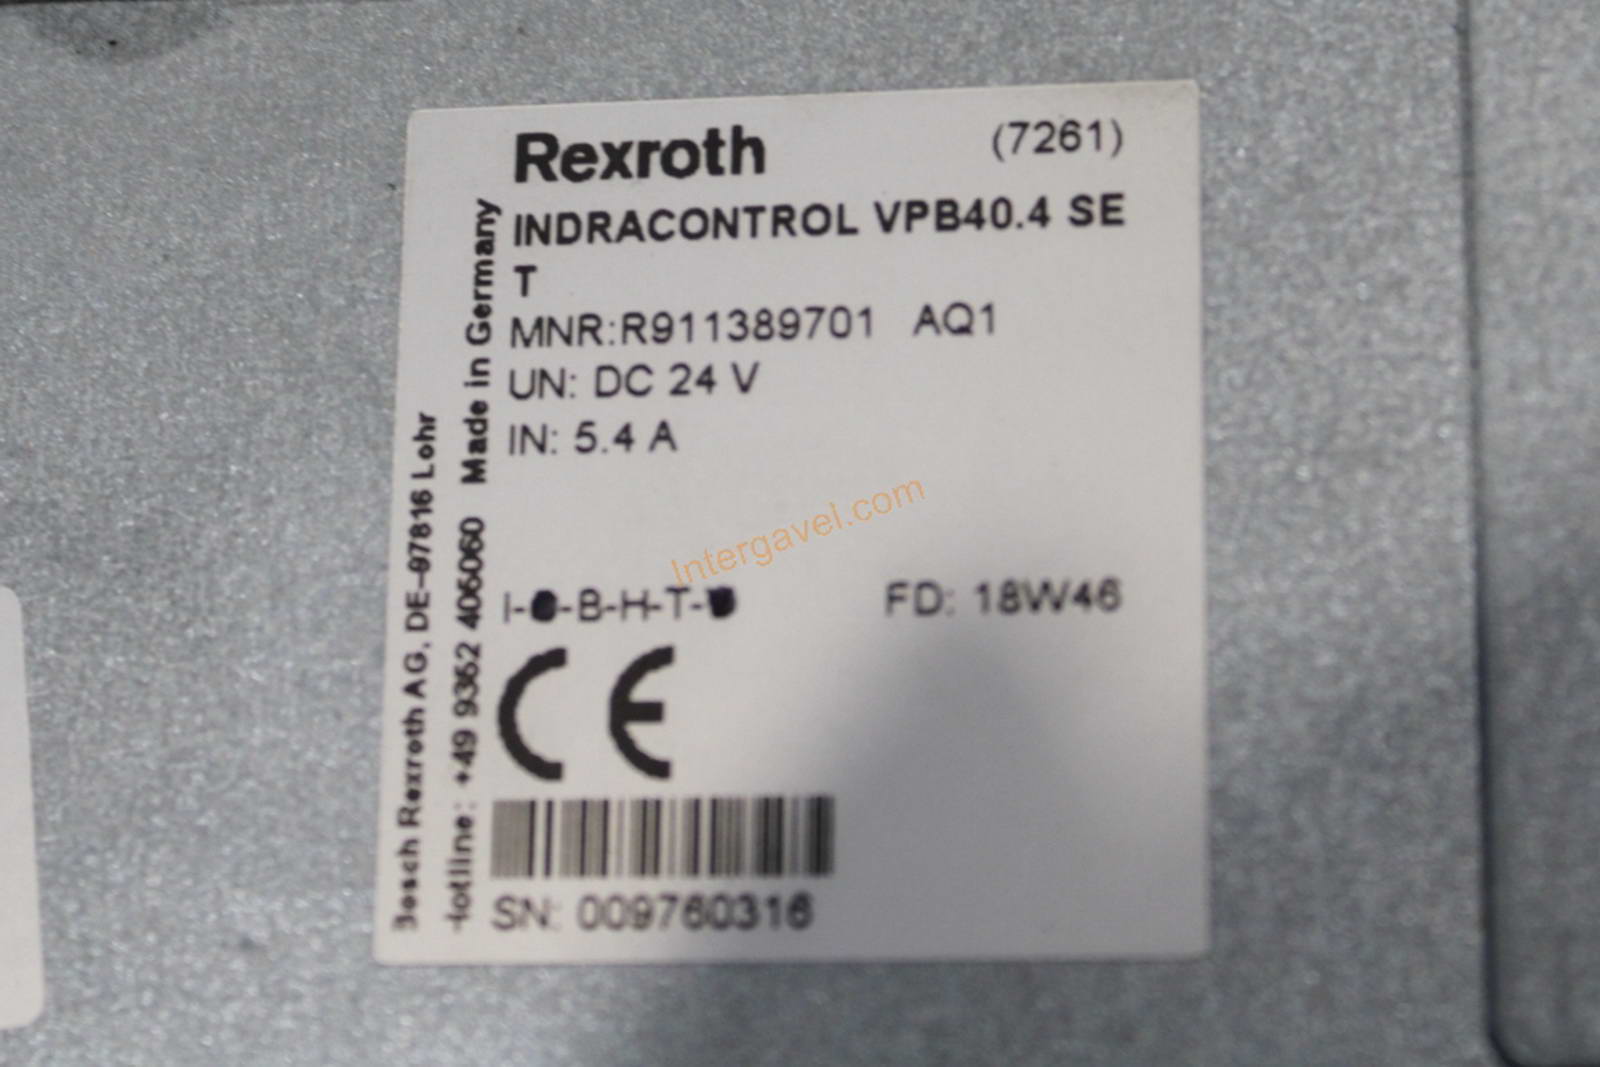 Rexroth (7261)
INDRACONTROL VPB40.4 SE
T
MNR:R911389701 AQ1
UN: DC 24 V
IN: 5.4 A
I- -B-H-T-
FD: 18W46
CE
SN: 009760316
Bosch Rexroth AG, DE-97816 Lohr
Hotline: +49 9352 406060 Made in Germany
Intergavel.com